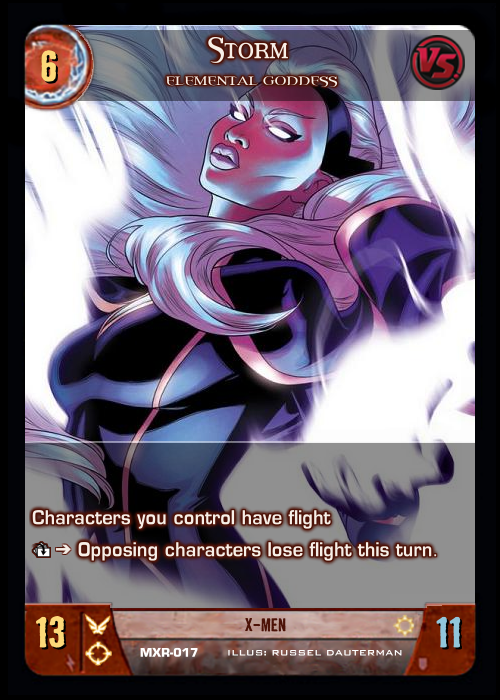 6
STORM
ELEMENTAL GODDESS
VS.
Characters you control have flight
➔ Opposing characters lose flight this turn.
13
X-MEN
11
MXR-017 ILLUS: RUSSEL DAUTERMAN